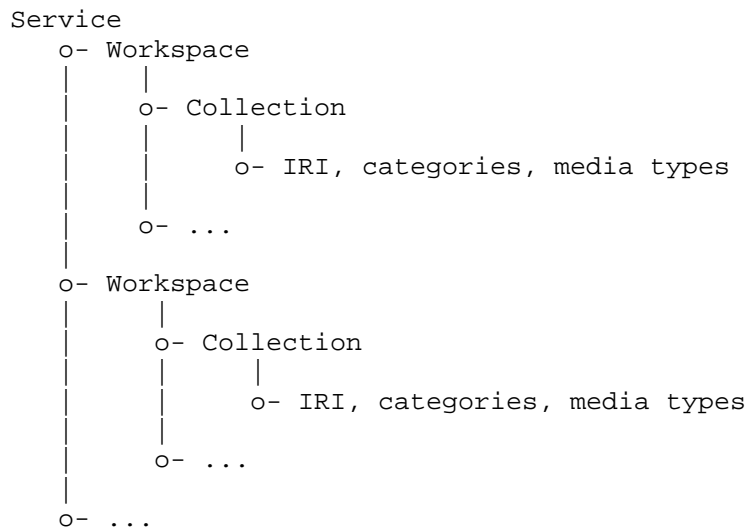 Service
   o- Workspace
   |    |
   |    o- Collection
   |    |     |
   |    |     o- IRI, categories, media types
   |    |
   |    o- ...
   |
   o- Workspace
   |     |
   |     o- Collection
   |     |     |
   |     |     o- IRI, categories, media types
   |     |
   |     o- ...
   |
   o- ...